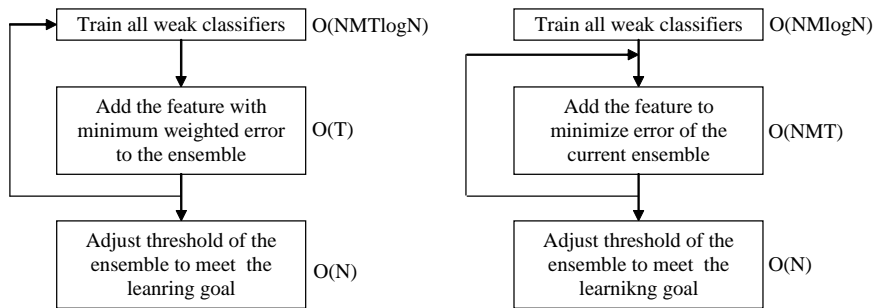 Train all weak classifiers O(NMTlogN)
Add the feature with
minimum weighted error
to the ensemble
O(T)
Adjust threshold of the
ensemble to meet the
leanring goal
O(N)
Train all weak classifiers O(NMlogN)
Add the feature to
minimize error of the
current ensemble
O(NMT)
Adjust threshold of the
ensemble to meet the
learnikng goal
O(N)